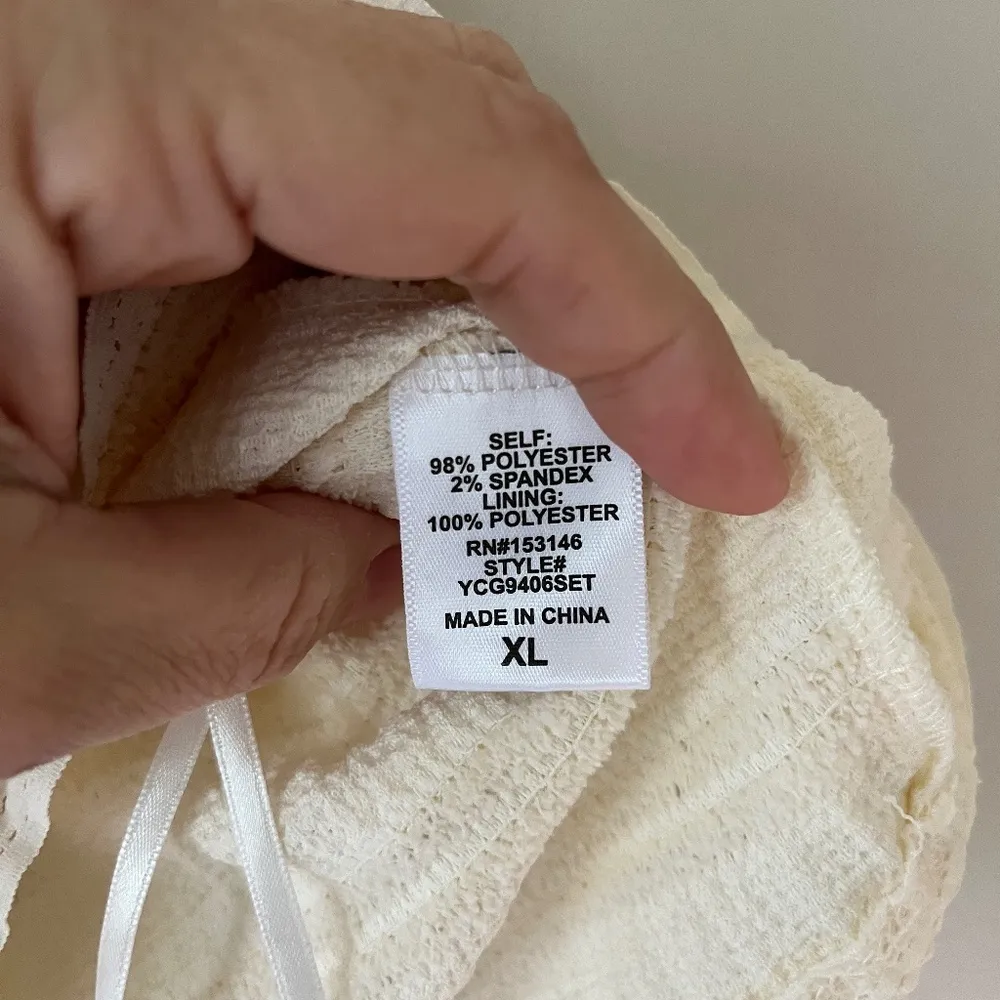 SELF:
98% POLYESTER
2% SPANDEX
LINING:
100% POLYESTER
RN#153146
STYLE#
YCG9406SET
MADE IN CHINA
XL